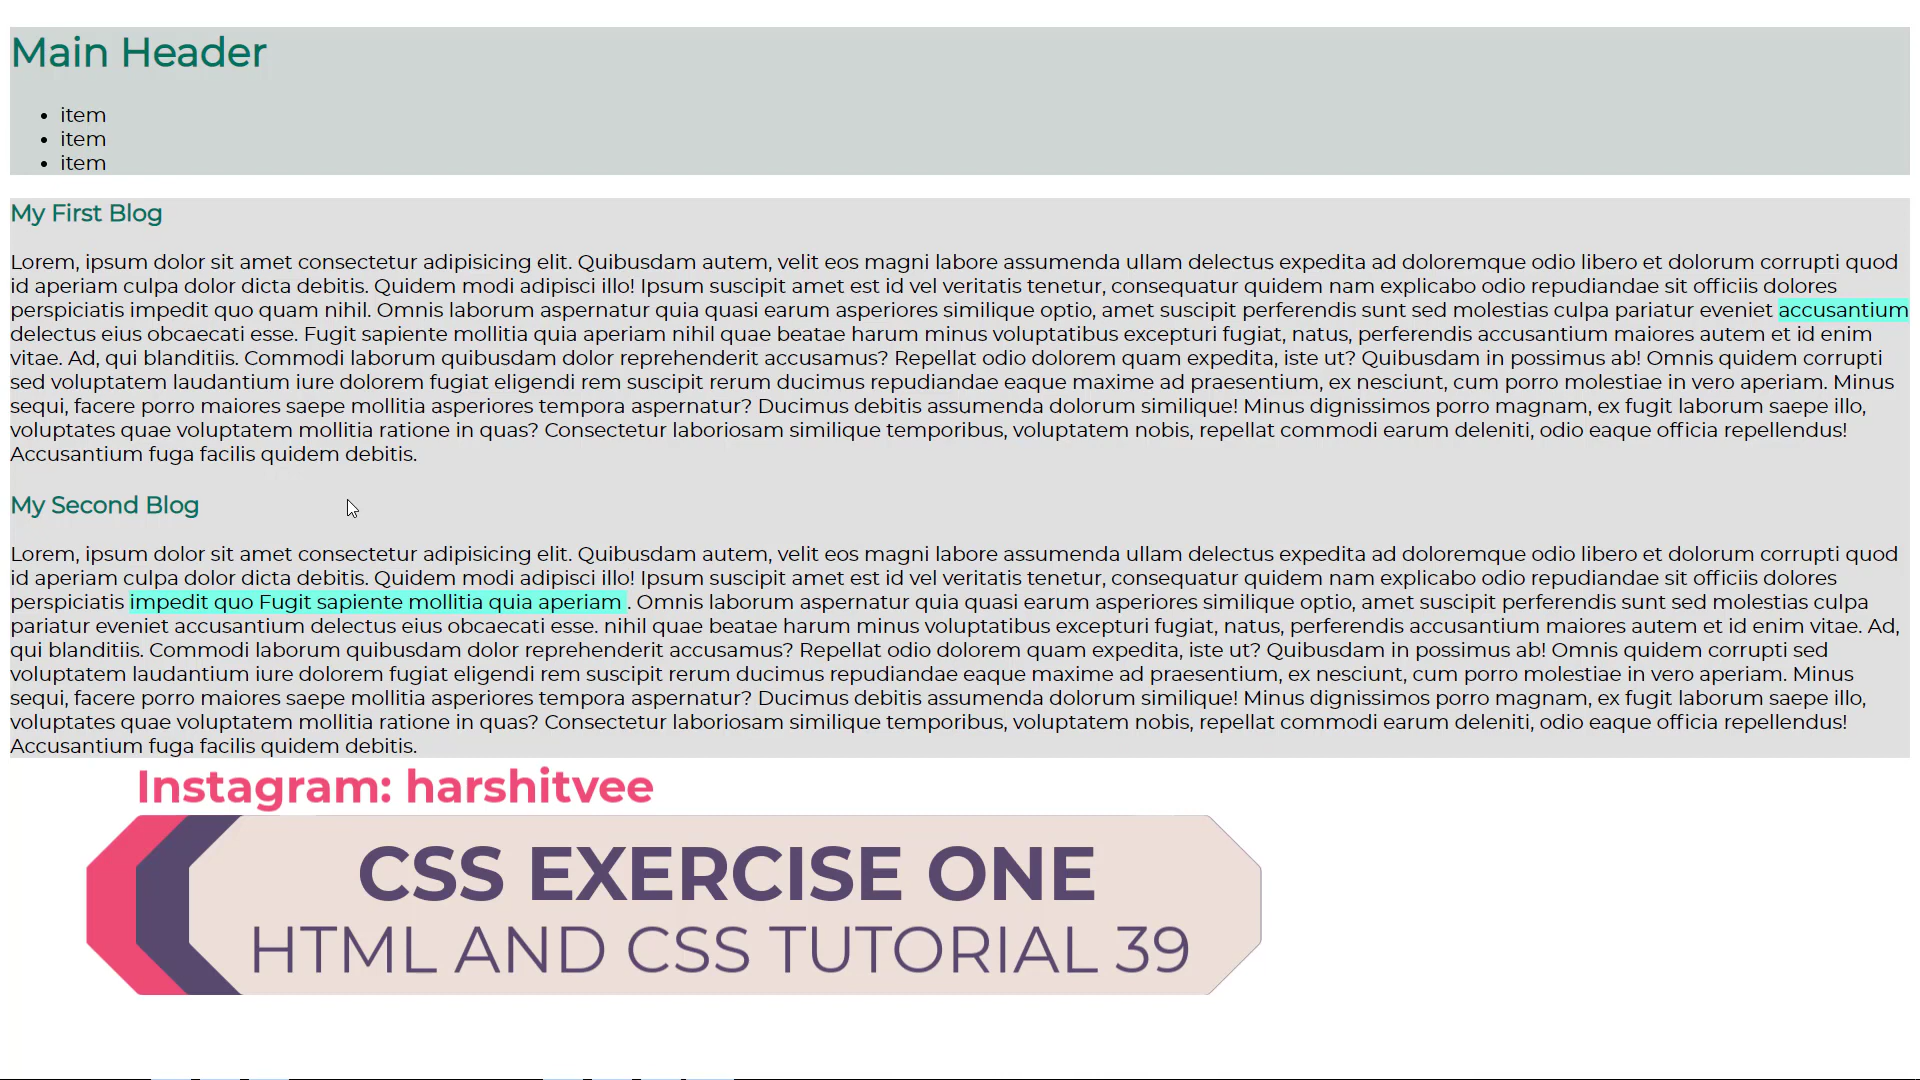 Main Header
item
item
item
My First Blog
Lorem, ipsum dolor sit amet consectetur adipisicing elit. Quibusdam autem, velit eos magni labore assumenda ullam delectus expedita ad doloremque odio libero et dolorum corrupti quod
id aperiam culpa dolor dicta debitis. Quidem modi adipisci illo! Ipsum suscipit amet est id vel veritatis tenetur, consequatur quidem nam explicabo odio repudiandae sit officiis dolores
perspiciatis impedit quo quam nihil. Omnis laborum aspernatur quia quasi earum asperiores similique optio, amet suscipit perferendis sunt sed molestias culpa pariatur eveniet accusantium
delectus eius obcaecati esse. Fugit sapiente mollitia quia aperiam nihil quae beatae harum minus voluptatibus excepturi fugiat, natus, perferendis accusantium maiores autem et id enim
vitae. Ad, qui blanditiis. Commodi laborum quibusdam dolor reprehenderit accusamus? Repellat odio dolorem quam expedita, iste ut? Quibusdam in possimus ab! Omnis quidem corrupti
sed voluptatem laudantium iure dolorem fugiat eligendi rem suscipit rerum ducimus repudiandae eaque maxime ad praesentium, ex nesciunt, cum porro molestiae in vero aperiam. Minus
sequi, facere porro maiores saepe mollitia asperiores tempora aspernatur? Ducimus debitis assumenda dolorum similique! Minus dignissimos porro magnam, ex fugit laborum saepe illo,
voluptates quae voluptatem mollitia ratione in quas? Consectetur laboriosam similique temporibus, voluptatem nobis, repellat commodi earum deleniti, odio eaque officia repellendus!
Accusantium fuga facilis quidem debitis.
My Second Blog
Lorem, ipsum dolor sit amet consectetur adipisicing elit. Quibusdam autem, velit eos magni labore assumenda ullam delectus expedita ad doloremque odio libero et dolorum corrupti quod
id aperiam culpa dolor dicta debitis. Quidem modi adipisci illo! Ipsum suscipit amet est id vel veritatis tenetur, consequatur quidem nam explicabo odio repudiandae sit officiis dolores
perspiciatis impedit quo Fugit sapiente mollitia quia aperiam . Omnis laborum aspernatur quia quasi earum asperiores similique optio, amet suscipit perferendis sunt sed molestias culpa
pariatur eveniet accusantium delectus eius obcaecati esse. nihil quae beatae harum minus voluptatibus excepturi fugiat, natus, perferendis accusantium maiores autem et id enim vitae. Ad,
qui blanditiis. Commodi laborum quibusdam dolor reprehenderit accusamus? Repellat odio dolorem quam expedita, iste ut? Quibusdam in possimus ab! Omnis quidem corrupti sed
voluptatem laudantium iure dolorem fugiat eligendi rem suscipit rerum ducimus repudiandae eaque maxime ad praesentium, ex nesciunt, cum porro molestiae in vero aperiam. Minus
sequi, facere porro maiores saepe mollitia asperiores tempora aspernatur? Ducimus debitis assumenda dolorum similique! Minus dignissimos porro magnam, ex fugit laborum saepe illo,
voluptates quae voluptatem mollitia ratione in quas? Consectetur laboriosam similique temporibus, voluptatem nobis, repellat commodi earum deleniti, odio eaque officia repellendus!
Accusantium fuga facilis quidem debitis.
Instagram: harshitvee
CSS EXERCISE ONE
HTML AND CSS TUTORIAL 39